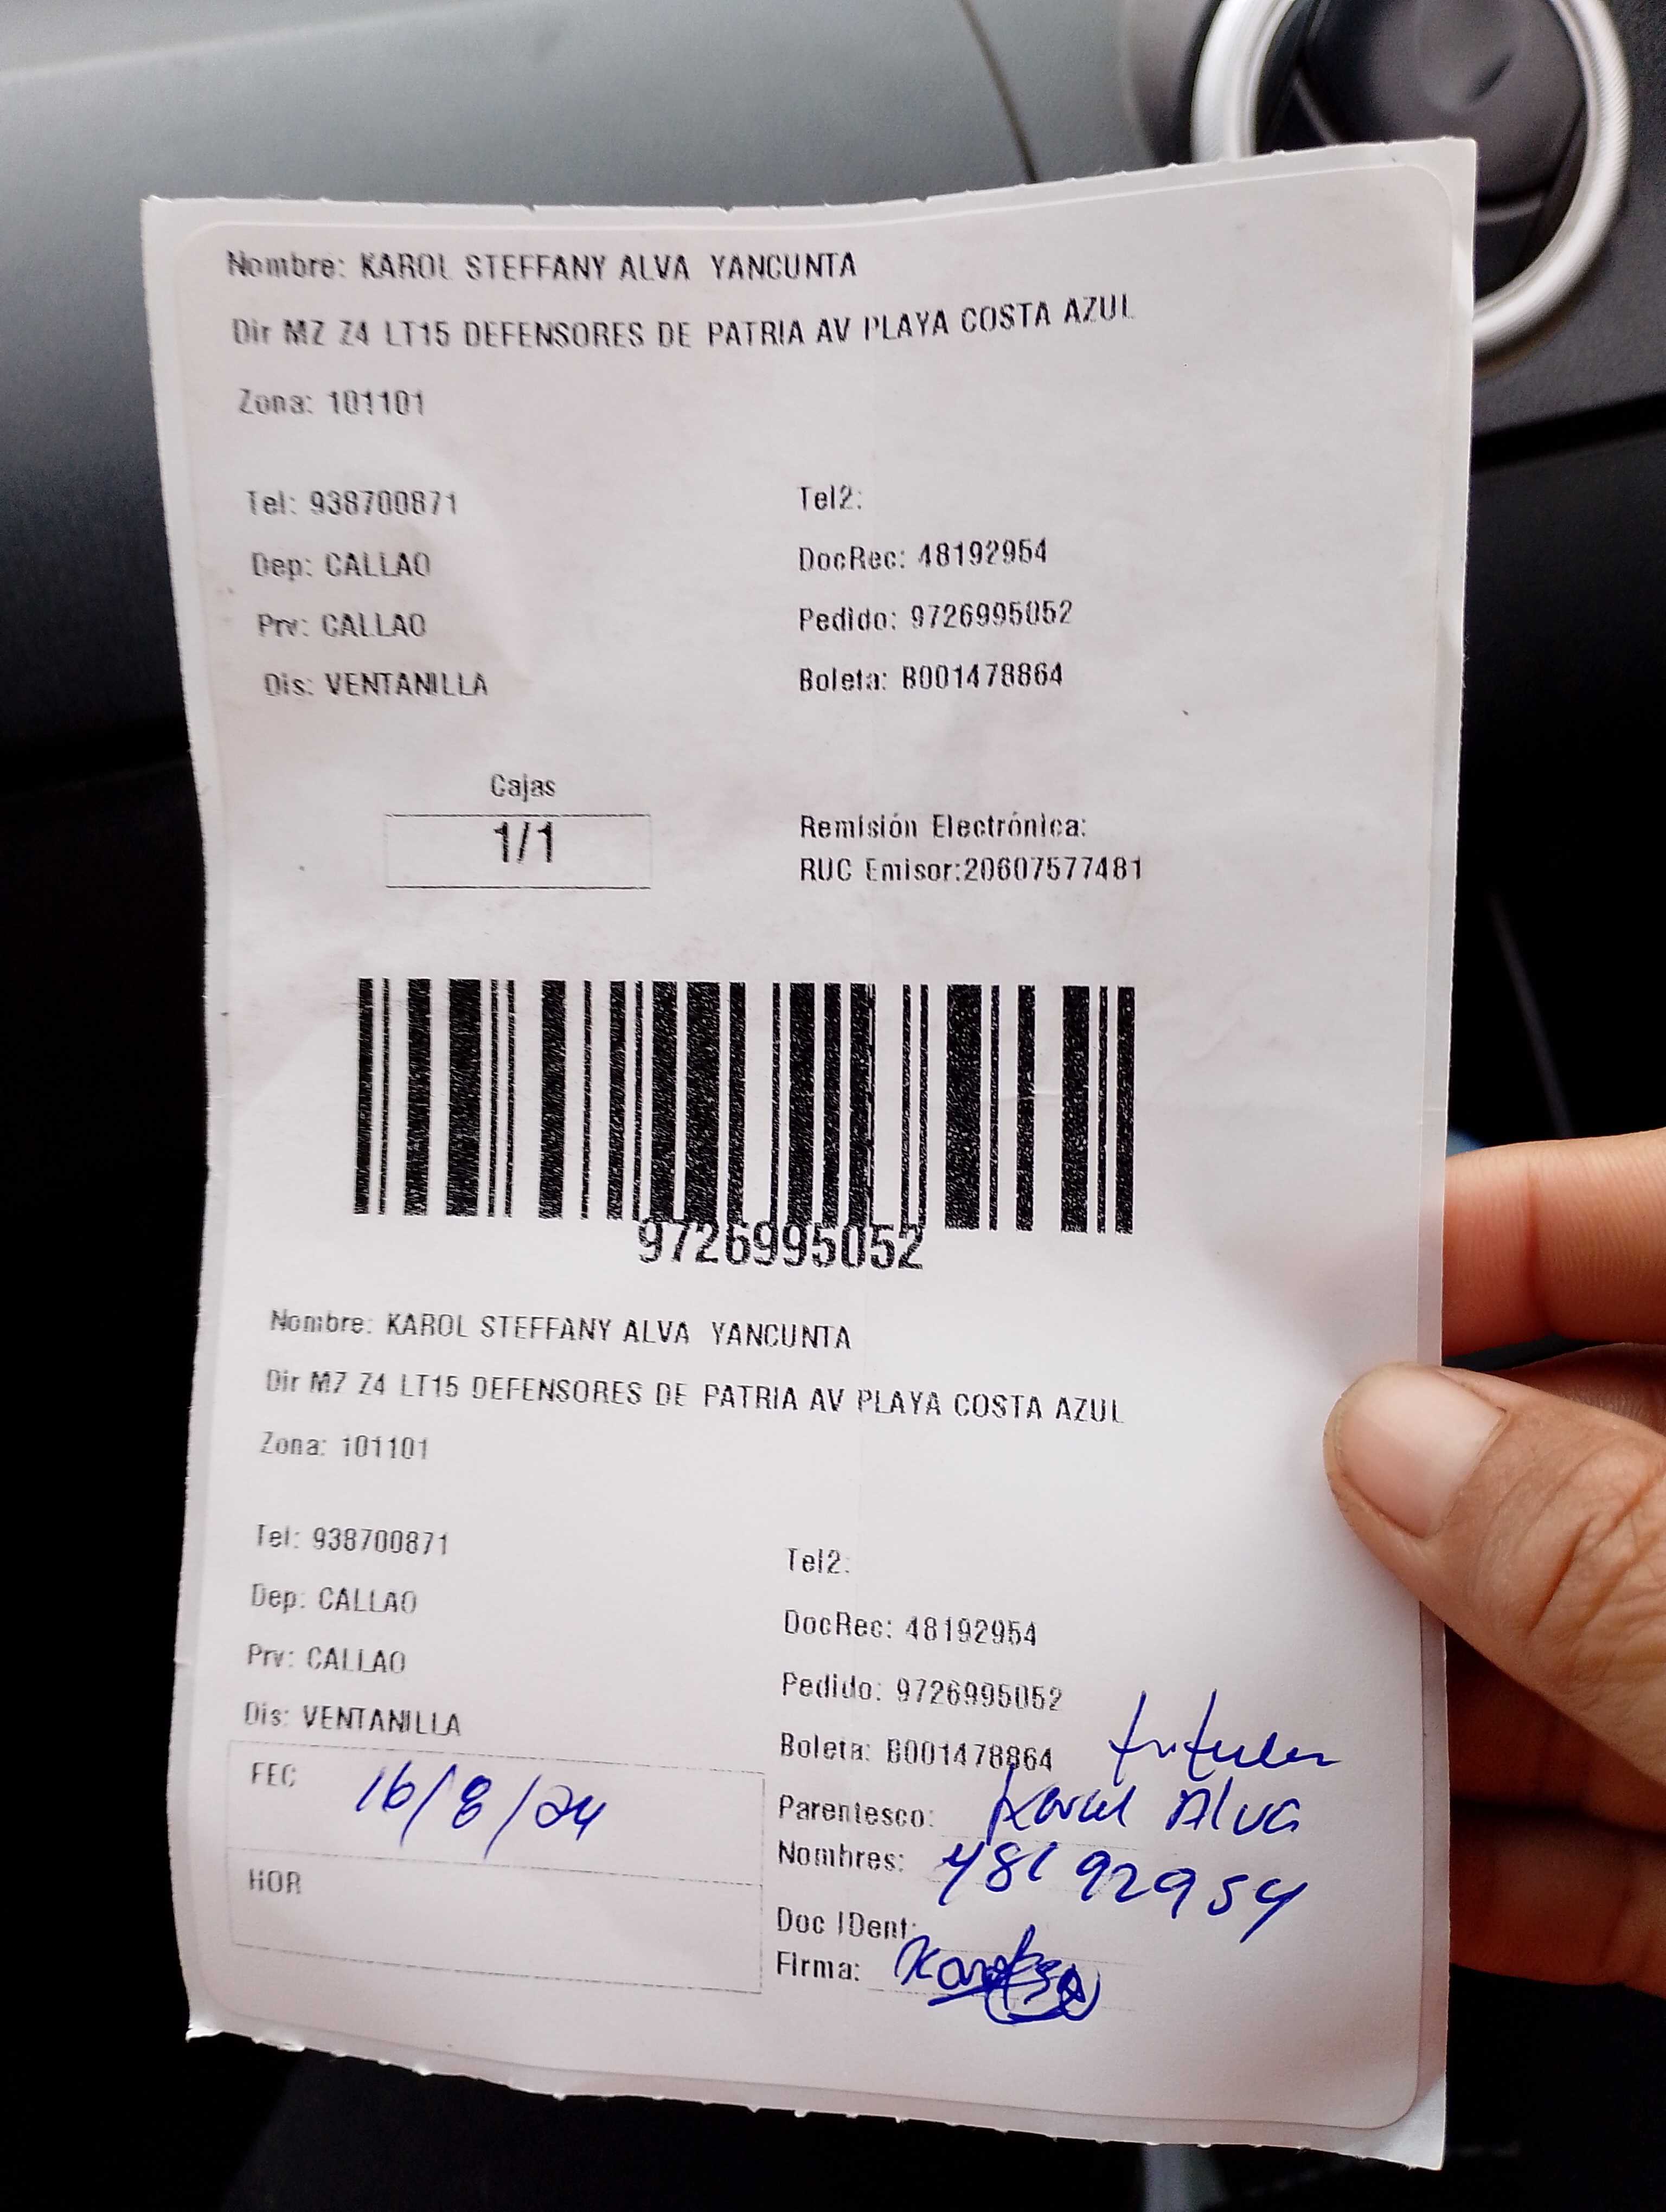 Nombre: KAROL STEFFANY ALVA YANCUNTA
Dir MZ Z4 LT15 DEFENSORES DE PATRIA AV PLAYA COSTA AZUL
Zona: 101101
Tel: 938700871 Tel2:
Dep: CALLAO DocRec: 48192954
Prv: CALLAO Pedido: 9726995052
Dis: VENTANILLA Boleta: B001478864
Cajas
1/1
Remisión Electrónica:
RUC Emisor:20607577481
9726995052
Nombre: KAROL STEFFANY ALVA YANCUNTA
Dir MZ Z4 LT15 DEFENSORES DE PATRIA AV PLAYA COSTA AZUL
Zona: 101101
Tel: 938700871 Tel2:
Dep: CALLAO DocRec: 48192954
Prv: CALLAO Pedido: 9726995052
Dis: VENTANILLA Boleta: B001478864
FEC 16/8/24
HOR
titular
Parentesco: Karol Alva
Nombres: 48192954
Doc IDent:
Firma: